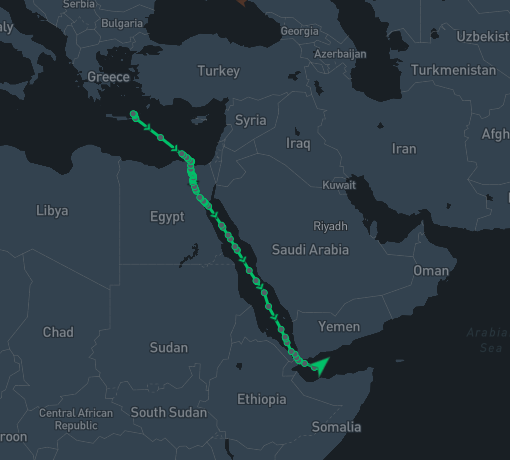 Serbia
ly
Bulgaria
Georgia
Uzbekist
Azerbaijan
Greece
Turkey
Turkmenistan
Syria
Iraq
Iran
Afgh
Kuwait
Libya
Egypt
Riyadh
Saudi Arabia
Oman
Yemen
Arabia
Sea
Chad
Sudan
Ethiopia
Central African
Republic
South Sudan
Somalia
roon